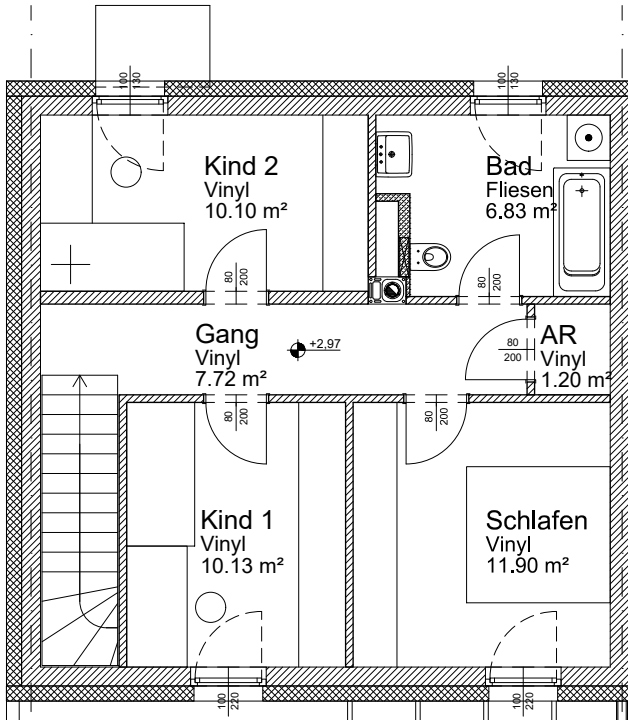 100
130
100
130
Kind 2
Vinyl
10.10 m²
Bad
Fliesen
6.83 m²
80
200
80
200
Gang
Vinyl
7.72 m²
+2,97
80
200
AR
Vinyl
1.20 m²
80
200
80
200
Kind 1
Vinyl
10.13 m²
Schlafen
Vinyl
11.90 m²
100
220
100
220